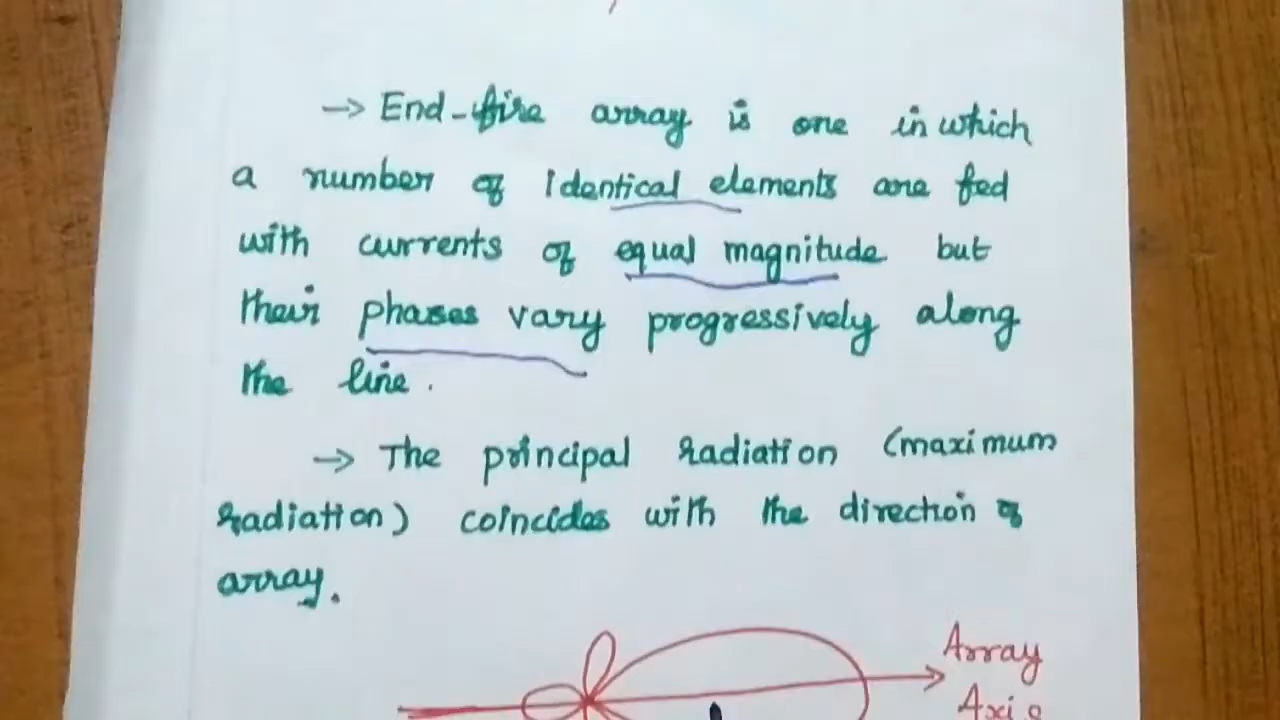 → End-fire array is one in which
a number of identical elements are fed
with currents of equal magnitude but
their phases vary progressively along
the line.
→ The principal radiation (maximum
radiation) coincides with the direction of
array.
Array
Axis